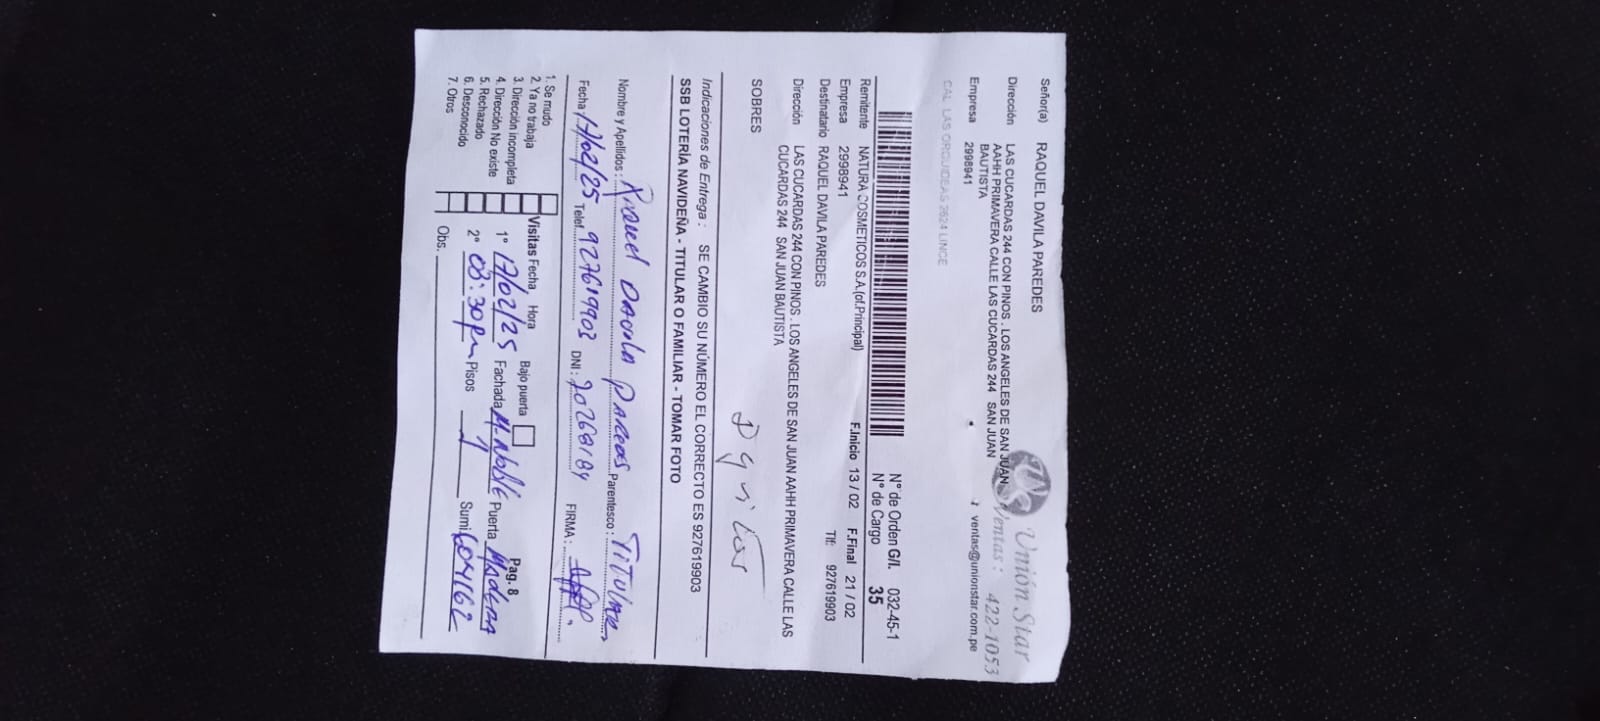 Señor(a) RAQUEL DAVILA PAREDES
Dirección LAS CUCARDAS 244 CON PINOS . LOS ANGELES DE SAN JUAN
AAHH PRIMAVERA CALLE LAS CUCARDAS 244 SAN JUAN
BAUTISTA
Empresa 2998941
Unión Star
Ventas : 422-1053
ventas@unionstar.com.pe
CAL LAS ORQUIDEAS 2624 LINCE
N° de Orden G/l. 032-45-1
N° de Cargo 35
Remitente NATURA COSMETICOS S.A.(of.Principal) F.Inicio 13 / 02 F.Final 21 / 02
Empresa 2998941 Tlf: 927619903
Destinatario RAQUEL DAVILA PAREDES
Dirección LAS CUCARDAS 244 CON PINOS . LOS ANGELES DE SAN JUAN AAHH PRIMAVERA CALLE LAS
CUCARDAS 244 SAN JUAN BAUTISTA
SOBRES
Indicaciones de Entrega : SE CAMBIO SU NÚMERO EL CORRECTO ES 927619903
SSB LOTERÍA NAVIDEÑA - TITULAR O FAMILIAR - TOMAR FOTO
Nombre y Apellidos : Raquel Davila Paredes Parentesco : TITULAR
Fecha 17/02/25 Telef. 927619903 DNI : 70268184 FIRMA :
1. Se mudo
2. Ya no trabaja
3. Dirección incompleta
4. Dirección No existe
5. Rechazado
6. Desconocido
7. Otros
Visitas Fecha Hora Bajo puerta Pag. 8
1° 17/02/25 Fachada M. Noble Puerta Madera
2° 03:30pm Pisos 1 Sumi 6041162
Obs.